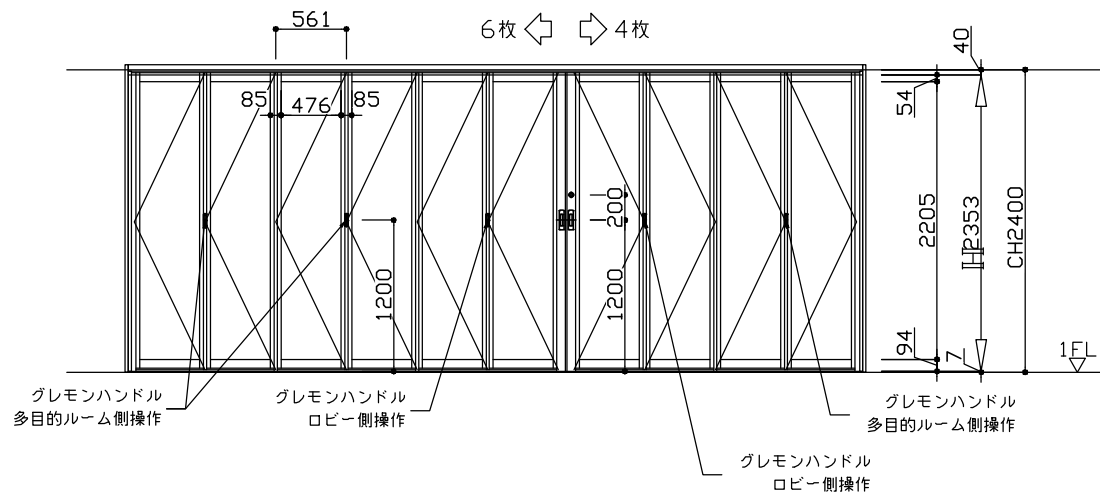 561
6枚 4枚
40
85 476 85
54
200
2205
H2353
CH2400
1200
1200
94
7
1FL
グレモンハンドル
多目的ルーム側操作
グレモンハンドル
ロビー側操作
グレモンハンドル
多目的ルーム側操作
グレモンハンドル
ロビー側操作